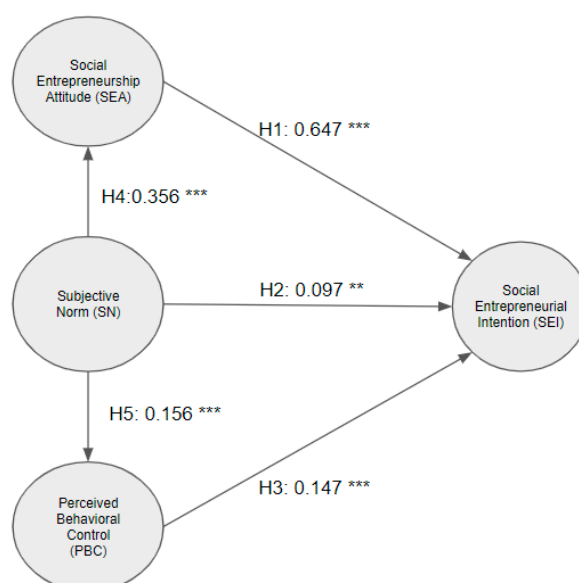 Social
Entrepreneurship
Attitude (SEA)
H1: 0.647 ***
H4:0.356 ***
Subjective
Norm (SN)
H2: 0.097 **
Social
Entrepreneurial
Intention (SEI)
H5: 0.156 ***
H3: 0.147 ***
Perceived
Behavioral
Control
(PBC)